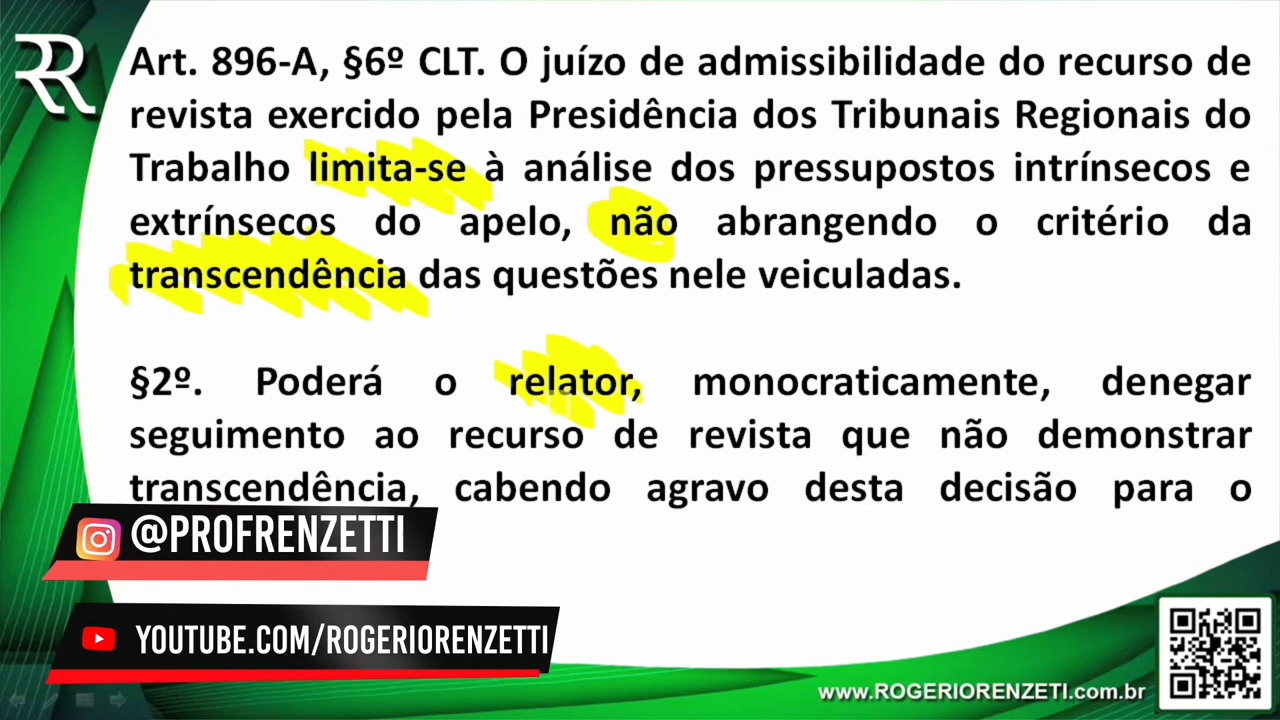 Art. 896-A, §6º CLT. O juízo de admissibilidade do recurso de
revista exercido pela Presidência dos Tribunais Regionais do
Trabalho limita-se à análise dos pressupostos intrínsecos e
extrínsecos do apelo, não abrangendo o critério da
transcendência das questões nele veiculadas.
§2º. Poderá o relator, monocraticamente, denegar
seguimento ao recurso de revista que não demonstrar
transcendência, cabendo agravo desta decisão para o
@PROFRENZETTI
YOUTUBE.COM/ROGERIORENZETTI
www.ROGERIORENZETI.com.br